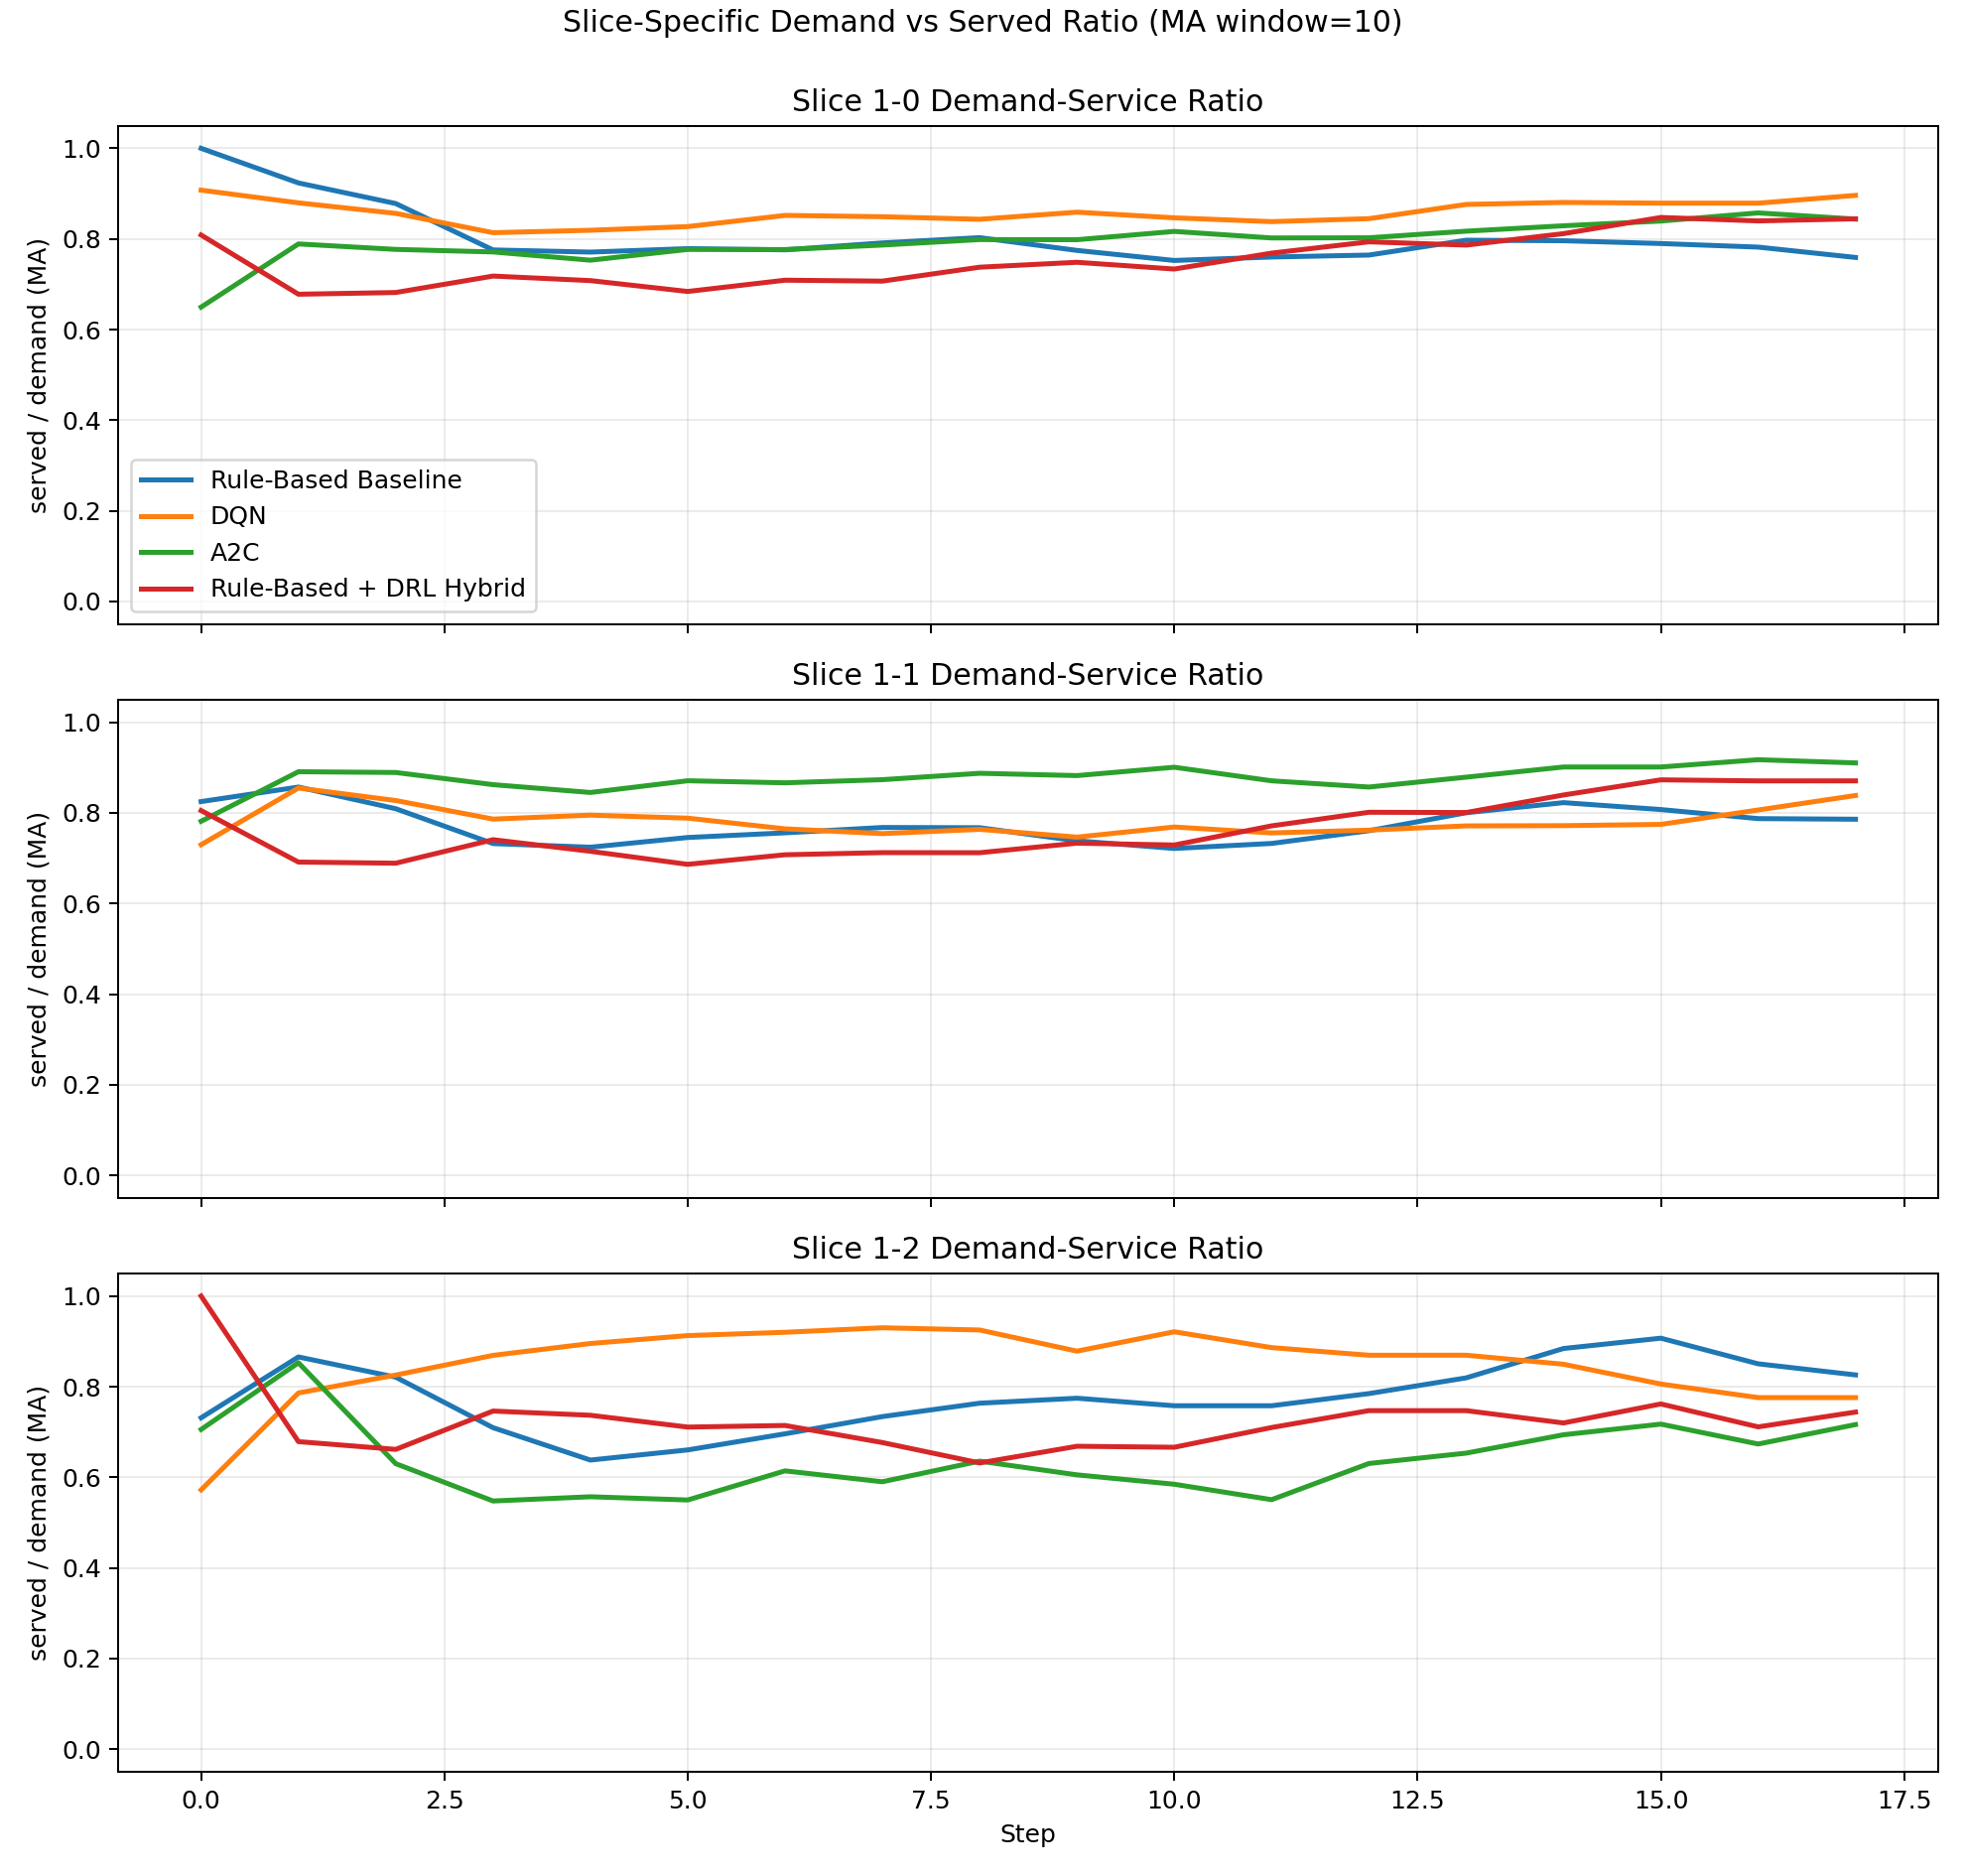 Slice-Specific Demand vs Served Ratio (MA window=10)
Slice 1-0 Demand-Service Ratio
served / demand (MA)
1.0
0.8
0.6
0.4
0.2
0.0
Rule-Based Baseline
DQN
A2C
Rule-Based + DRL Hybrid
Slice 1-1 Demand-Service Ratio
served / demand (MA)
1.0
0.8
0.6
0.4
0.2
0.0
Slice 1-2 Demand-Service Ratio
served / demand (MA)
1.0
0.8
0.6
0.4
0.2
0.0
0.0 2.5 5.0 7.5 10.0 12.5 15.0 17.5
Step